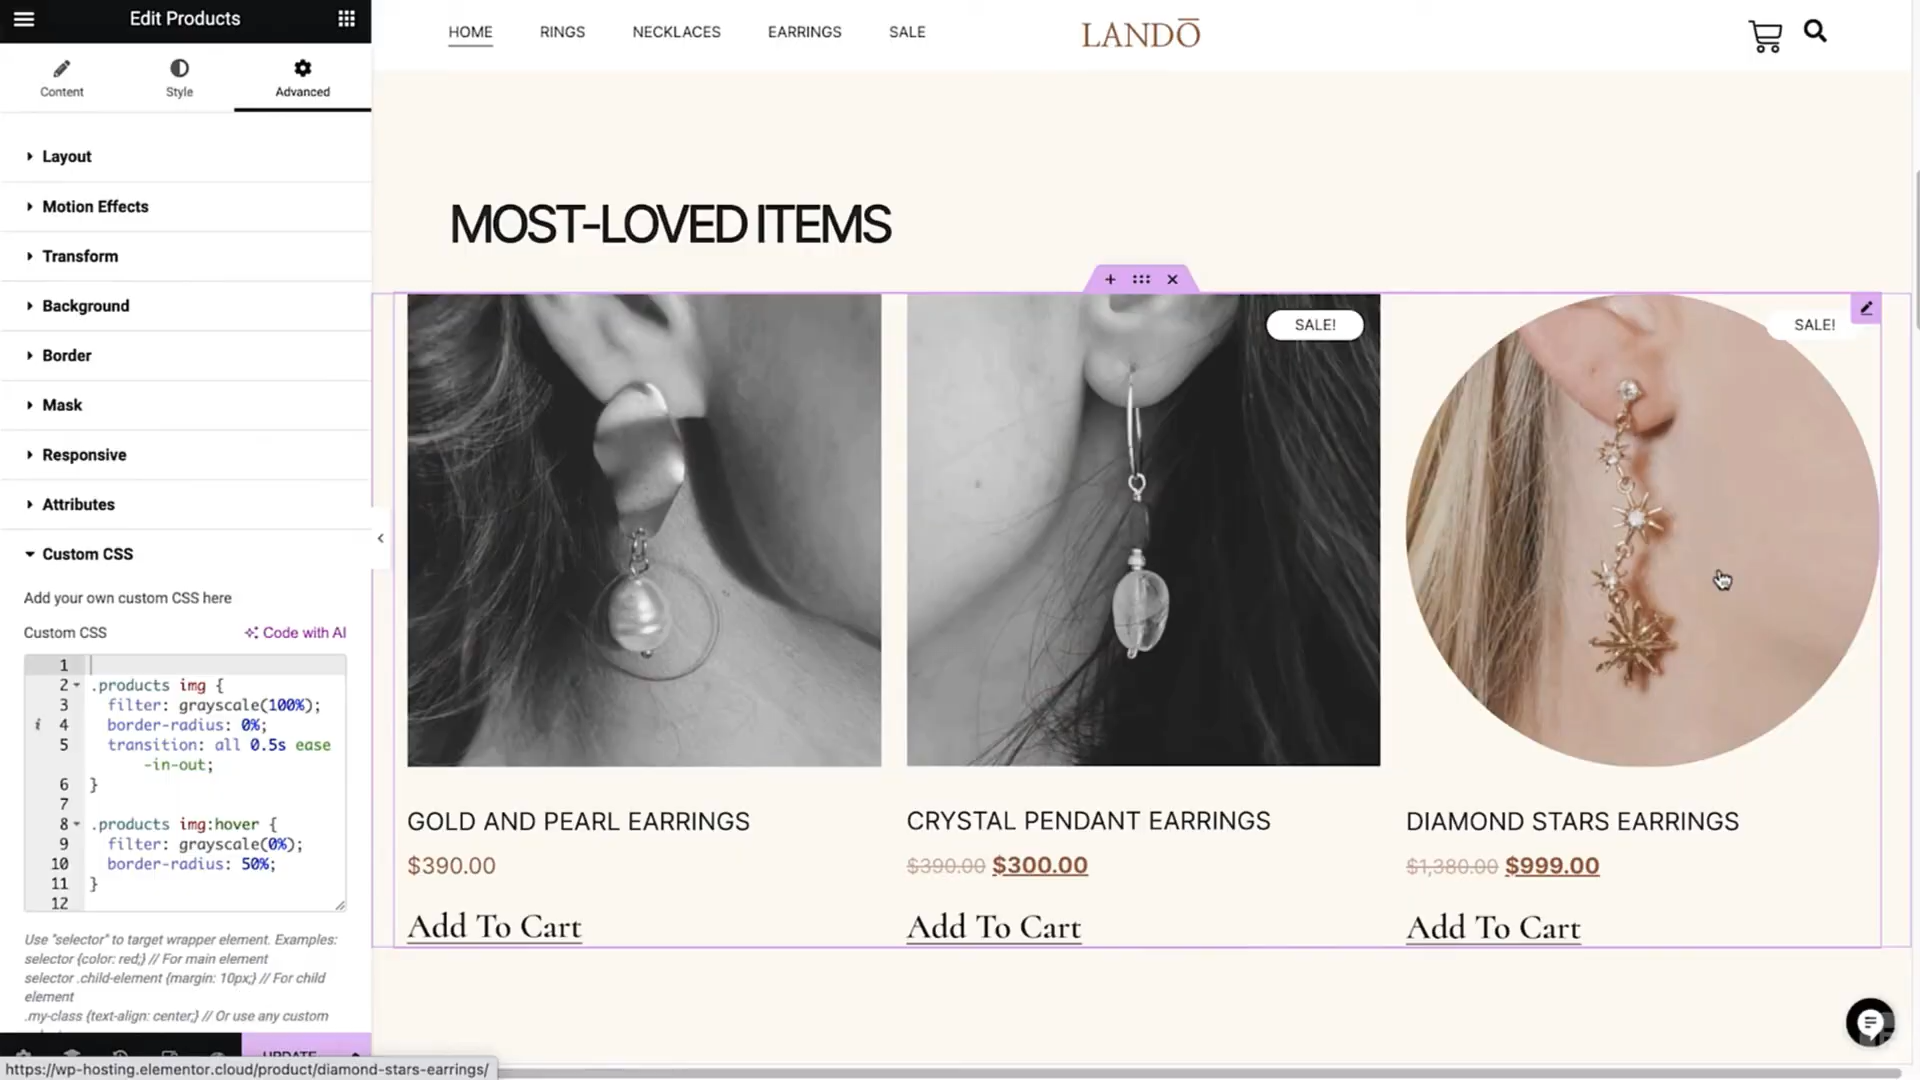 Edit Products
Content
Style
Advanced
Layout
Motion Effects
Transform
Background
Border
Mask
Responsive
Attributes
Custom CSS
Add your own custom CSS here
Custom CSS
Code with AI
1
2 .products img {
3 filter: grayscale(100%);
i 4 border-radius: 0%;
5 transition: all 0.5s ease
-in-out;
6 }
7
8 .products img:hover {
9 filter: grayscale(0%);
10 border-radius: 50%;
11 }
12
Use "selector" to target wrapper element. Examples:
selector {color: red;} // For main element
selector .child-element {margin: 10px;} // For child
element
.my-class {text-align: center;} // Or use any custom
UPDATE
https://wp-hosting.elementor.cloud/product/diamond-stars-earrings/
HOME
RINGS
NECKLACES
EARRINGS
SALE
LANDŌ
MOST-LOVED ITEMS
SALE!
SALE!
GOLD AND PEARL EARRINGS
$390.00
Add To Cart
CRYSTAL PENDANT EARRINGS
$390.00 $300.00
Add To Cart
DIAMOND STARS EARRINGS
$1,380.00 $999.00
Add To Cart